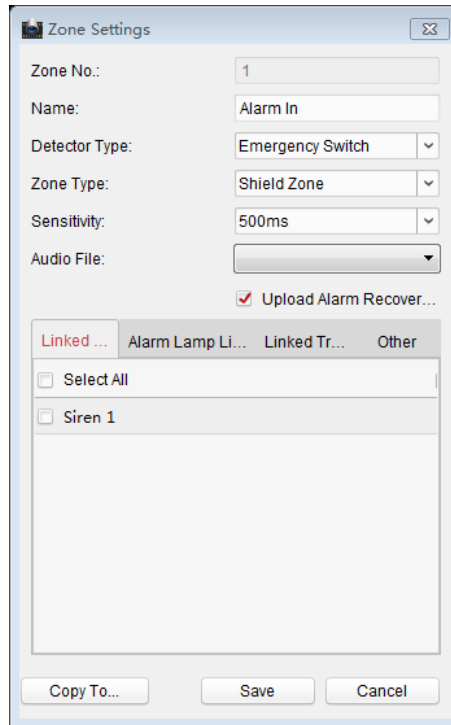 Zone Settings
Zone No.: 1
Name: Alarm In
Detector Type: Emergency Switch
Zone Type: Shield Zone
Sensitivity: 500ms
Audio File:
Upload Alarm Recover...
Linked ... Alarm Lamp Li... Linked Tr... Other
Select All
Siren 1
Copy To... Save Cancel